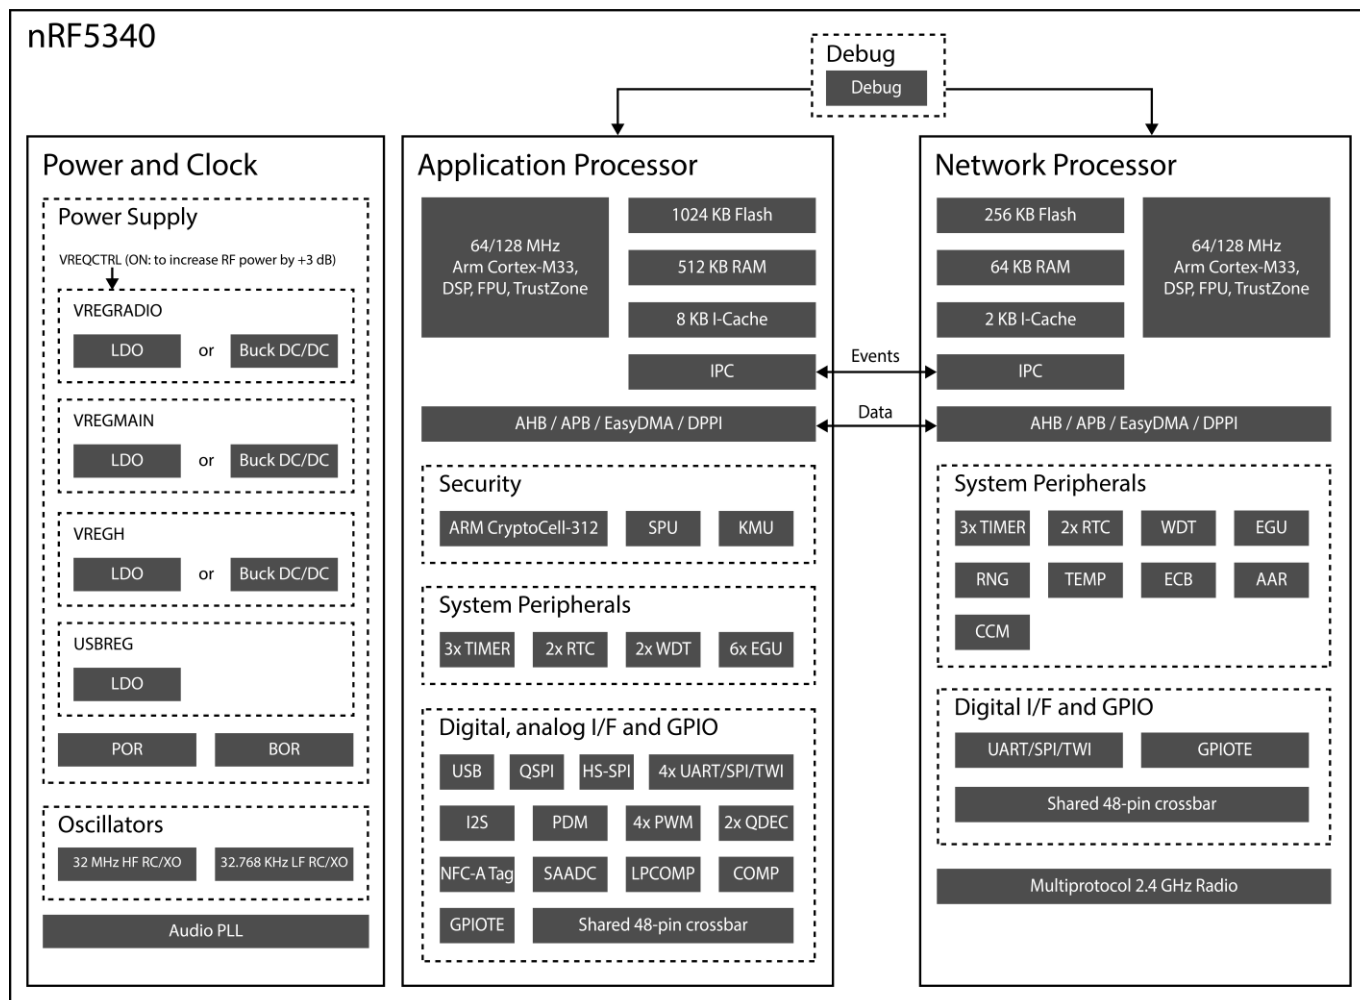 nRF5340
Debug
Debug
Power and Clock
Power Supply
VREQCTRL (ON: to increase RF power by +3 dB)
VREGRADIO
LDO or Buck DC/DC
VREGMAIN
LDO or Buck DC/DC
VREGH
LDO or Buck DC/DC
USBREG
LDO
POR BOR
Oscillators
32 MHz HF RC/XO 32.768 KHz LF RC/XO
Audio PLL
Application Processor
64/128 MHz
Arm Cortex-M33,
DSP, FPU, TrustZone
1024 KB Flash
512 KB RAM
8 KB I-Cache
IPC
AHB / APB / EasyDMA / DPPI
Security
ARM CryptoCell-312 SPU KMU
System Peripherals
3x TIMER 2x RTC 2x WDT 6x EGU
Digital, analog I/F and GPIO
USB QSPI HS-SPI 4x UART/SPI/TWI
I2S PDM 4x PWM 2x QDEC
NFC-A Tag SAADC LPCOMP COMP
GPIOTE Shared 48-pin crossbar
Events
Data
Network Processor
256 KB Flash
64 KB RAM
2 KB I-Cache
IPC
64/128 MHz
Arm Cortex-M33,
DSP, FPU, TrustZone
AHB / APB / EasyDMA / DPPI
System Peripherals
3x TIMER 2x RTC WDT EGU
RNG TEMP ECB AAR
CCM
Digital I/F and GPIO
UART/SPI/TWI GPIOTE
Shared 48-pin crossbar
Multiprotocol 2.4 GHz Radio